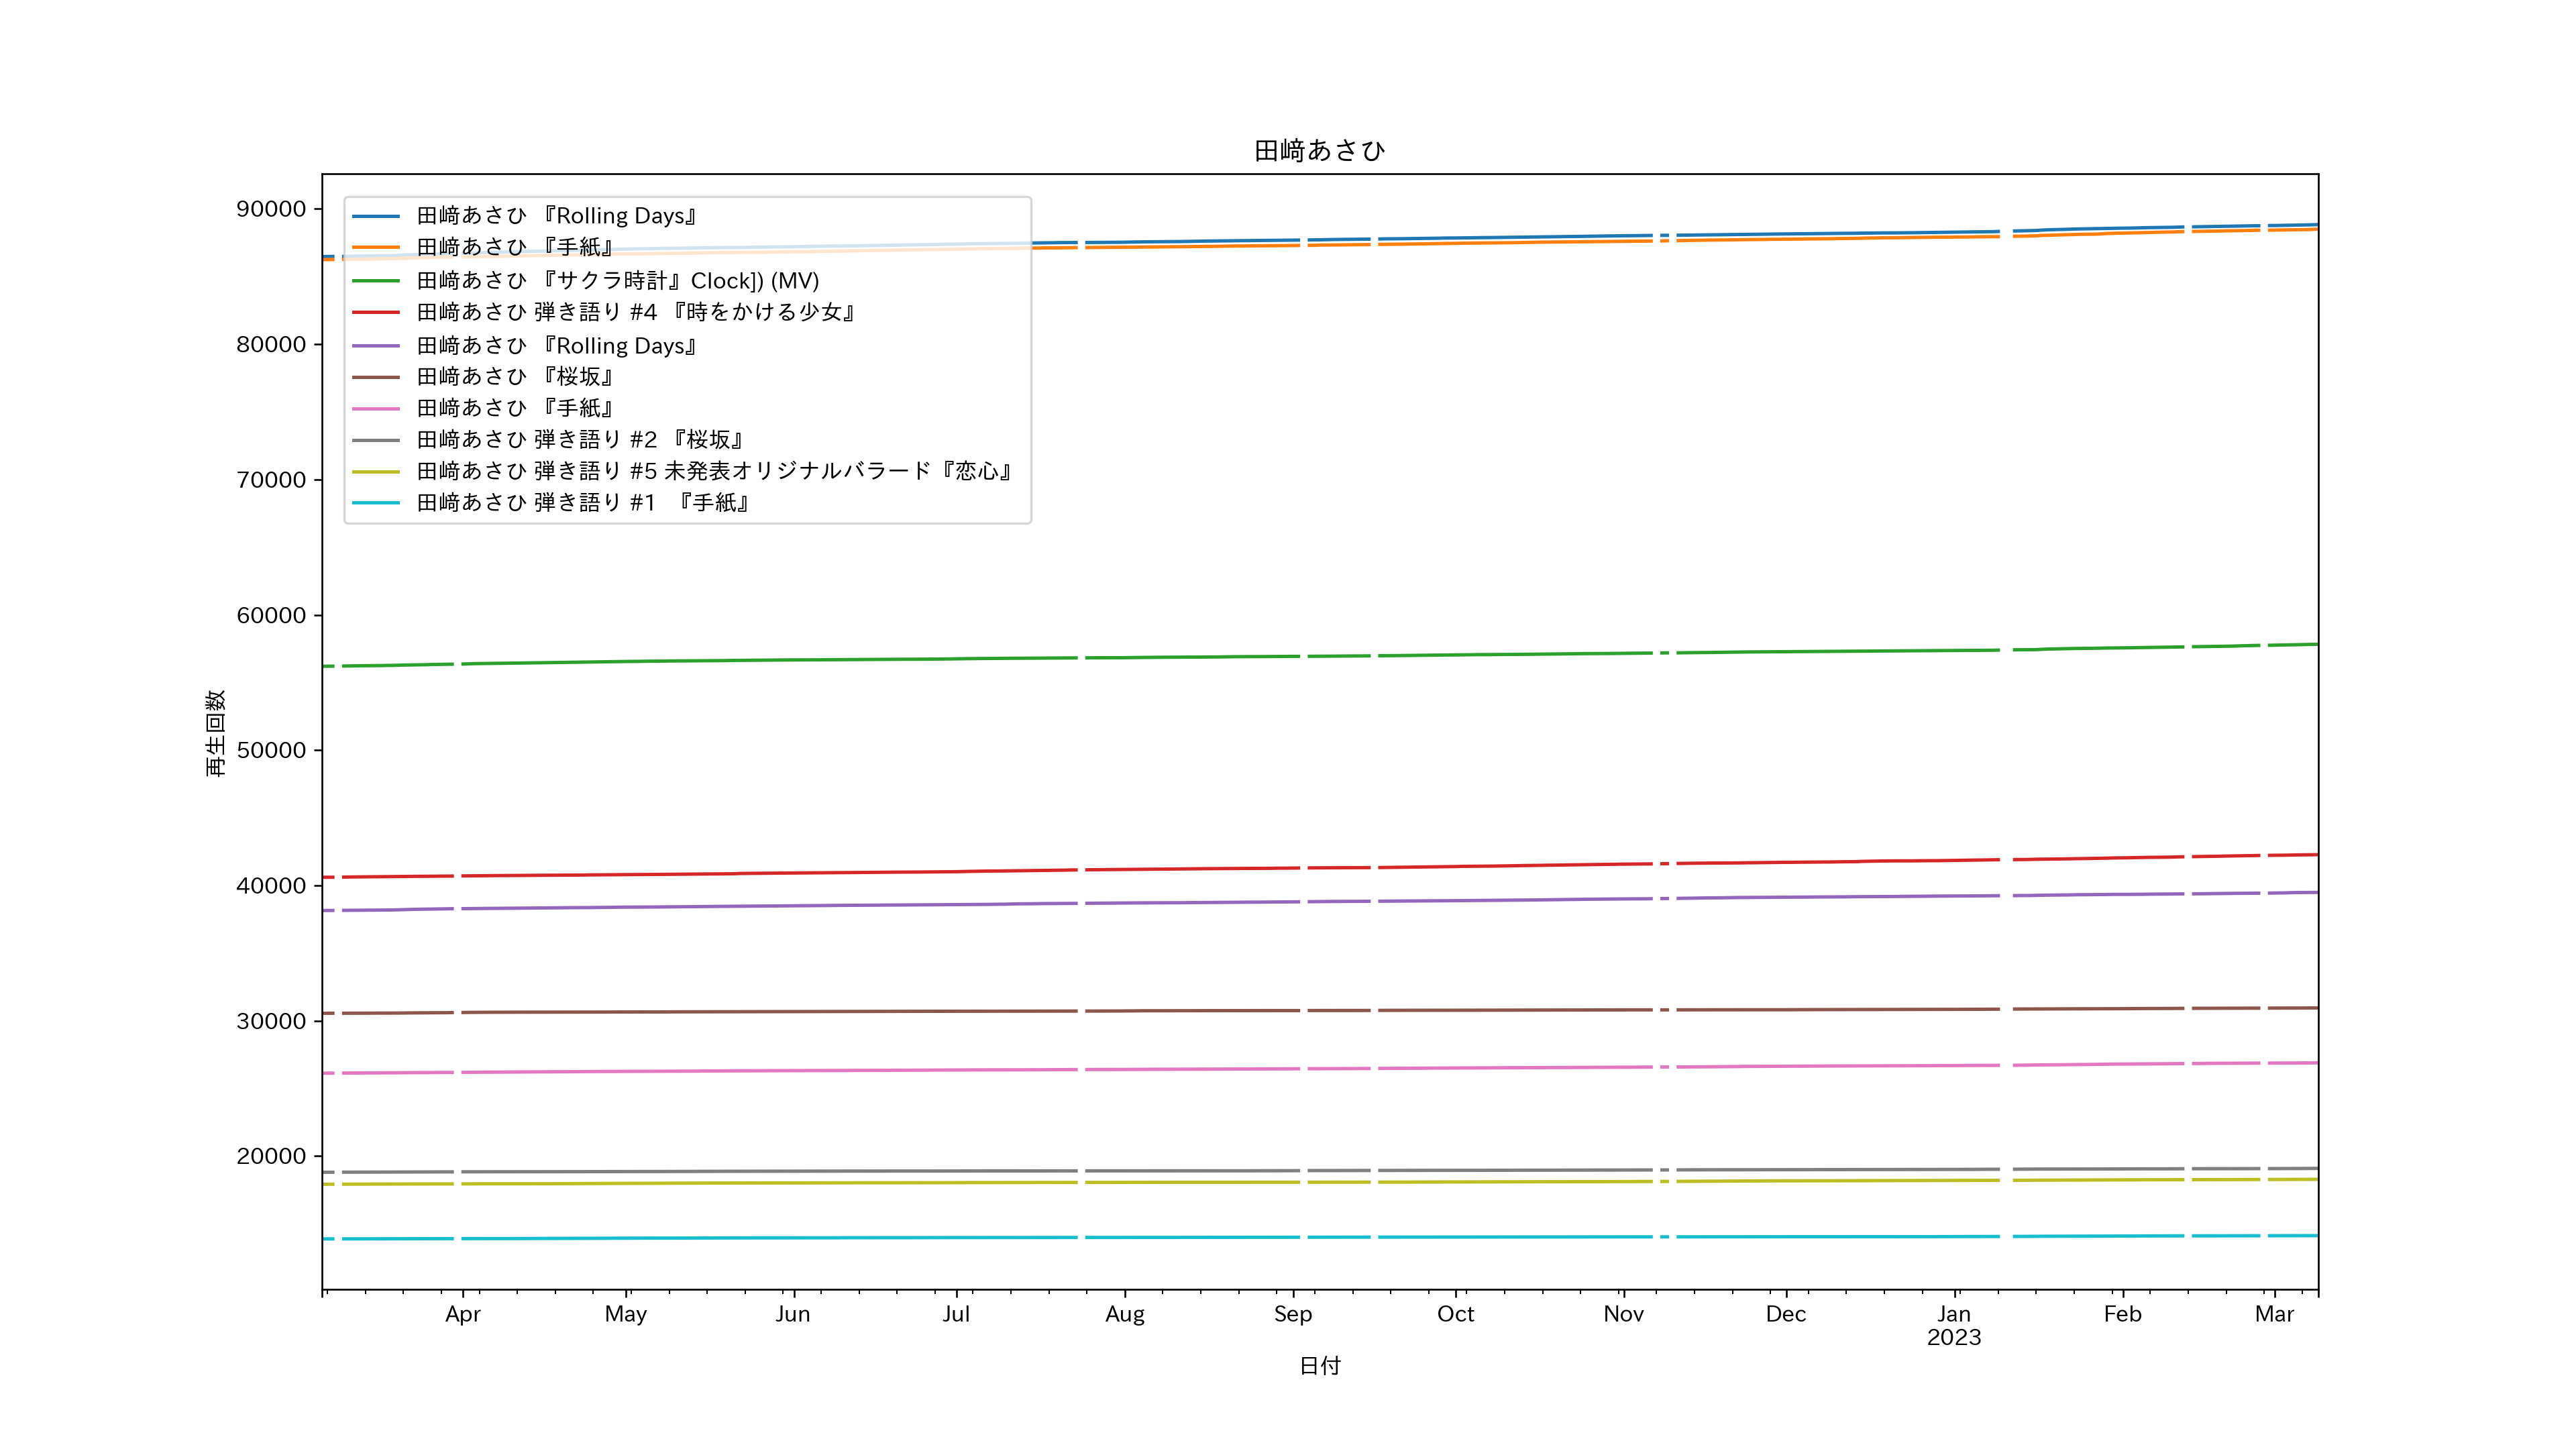 田﨑あさひ
90000
80000
70000
60000
50000
40000
30000
20000
再生回数
田﨑あさひ 『Rolling Days』
田﨑あさひ 『手紙』
田﨑あさひ 『サクラ時計』Clock]) (MV)
田﨑あさひ 弾き語り #4 『時をかける少女』
田﨑あさひ 『Rolling Days』
田﨑あさひ 『桜坂』
田﨑あさひ 『手紙』
田﨑あさひ 弾き語り #2 『桜坂』
田﨑あさひ 弾き語り #5 未発表オリジナルバラード『恋心』
田﨑あさひ 弾き語り #1　『手紙』
Apr May Jun Jul Aug Sep Oct Nov Dec Jan Feb Mar
2023
日付